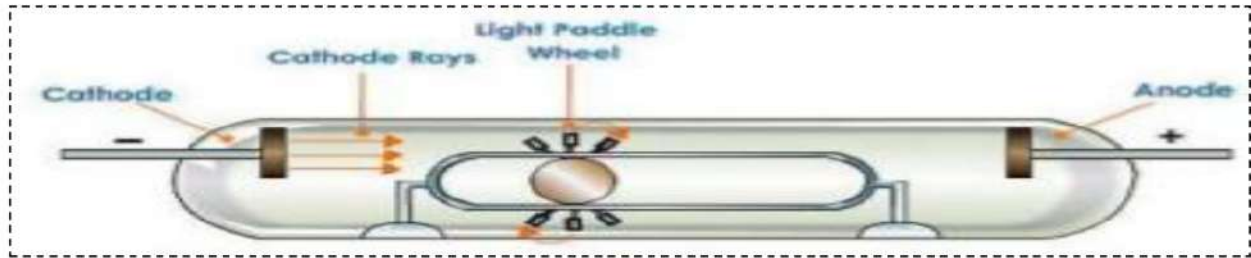 Light Paddle
Wheel
Cathode Rays
Cathode
Anode
−
+